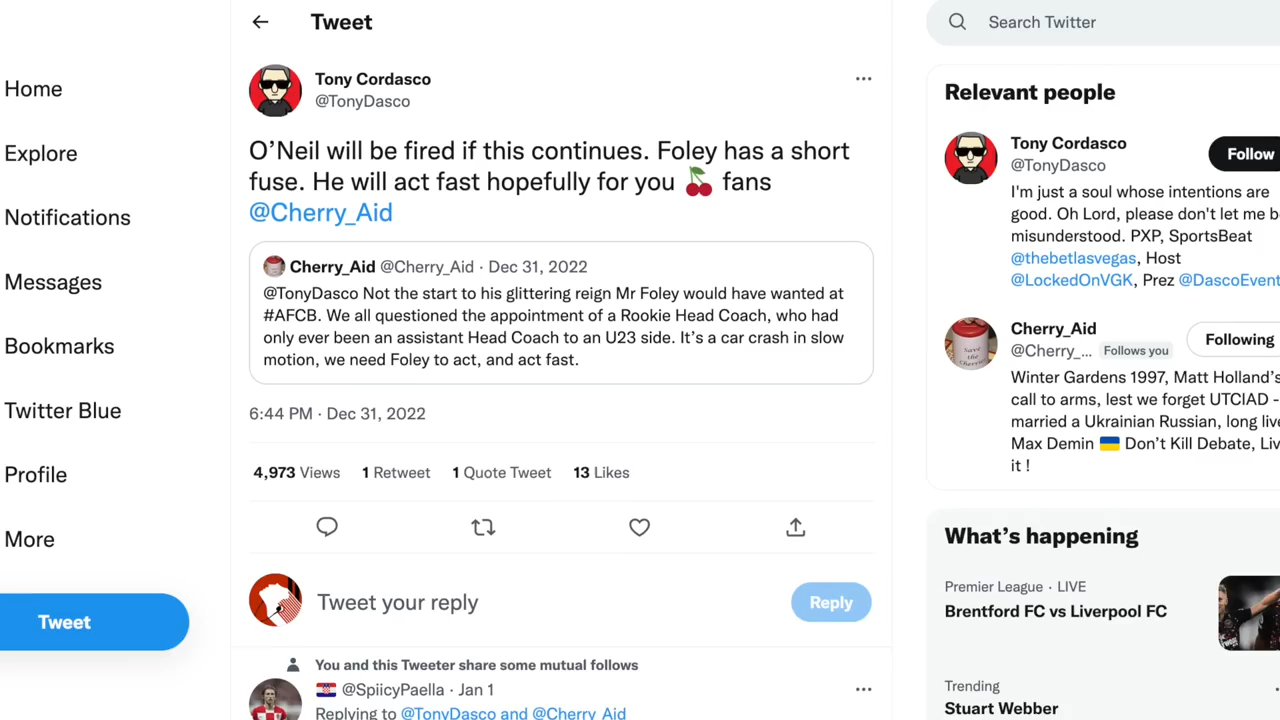 Tweet
Search Twitter
Home
Explore
Notifications
Messages
Bookmarks
Twitter Blue
Profile
More
Tweet
Tony Cordasco
@TonyDasco
O’Neil will be fired if this continues. Foley has a short
fuse. He will act fast hopefully for you 🍒 fans
@Cherry_Aid
Cherry_Aid @Cherry_Aid · Dec 31, 2022
@TonyDasco Not the start to his glittering reign Mr Foley would have wanted at
#AFCB. We all questioned the appointment of a Rookie Head Coach, who had
only ever been an assistant Head Coach to an U23 side. It’s a car crash in slow
motion, we need Foley to act, and act fast.
6:44 PM · Dec 31, 2022
4,973 Views 1 Retweet 1 Quote Tweet 13 Likes
Tweet your reply
Reply
You and this Tweeter share some mutual follows
🇭🇷 @SpiicyPaella · Jan 1
Replying to @TonyDasco and @Cherry_Aid
Relevant people
Tony Cordasco
@TonyDasco
Follow
I'm just a soul whose intentions are
good. Oh Lord, please don't let me be
misunderstood. PXP, SportsBeat
@thebetlasvegas, Host
@LockedOnVGK, Prez @DascoEvent
Cherry_Aid
@Cherry_... Follows you
Following
Save the Cherries
Winter Gardens 1997, Matt Holland’s
call to arms, lest we forget UTCIAD -
married a Ukrainian Russian, long live
Max Demin 🇺🇦 Don’t Kill Debate, Liv
it !
What’s happening
Premier League · LIVE
Brentford FC vs Liverpool FC
Trending
Stuart Webber